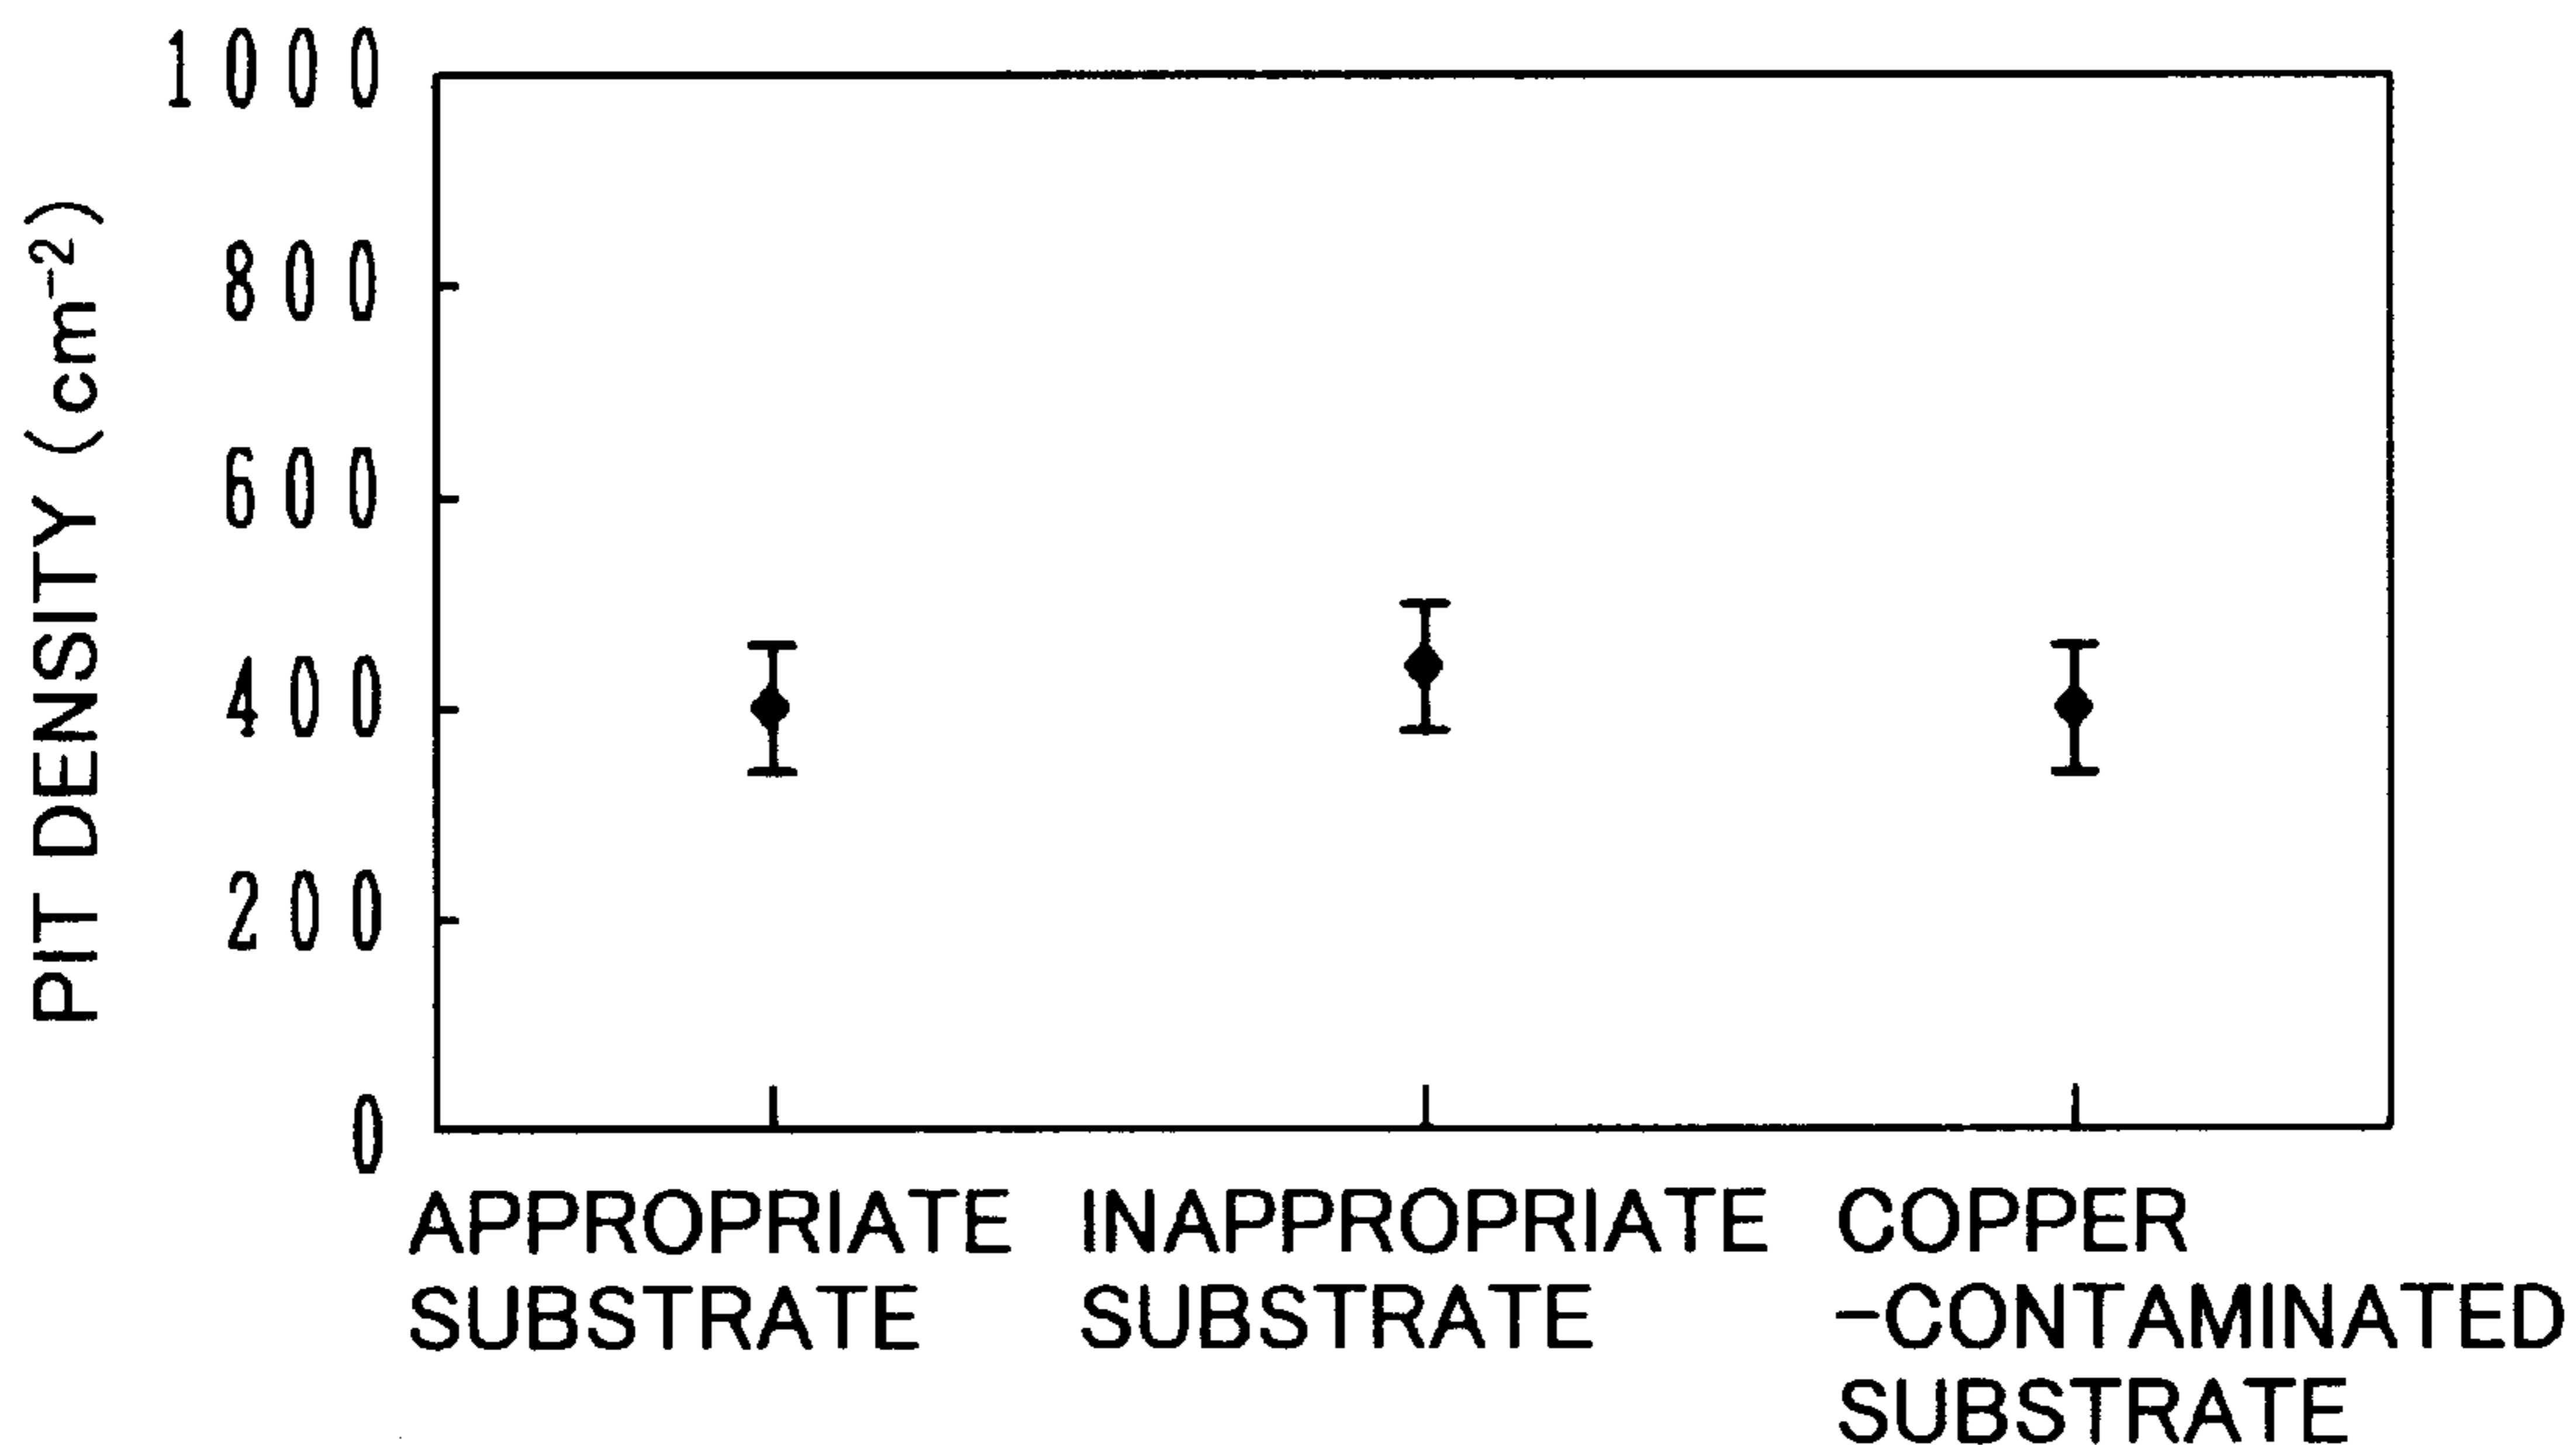 PIT DENSITY (cm⁻²)
1000
800
600
400
200
0
APPROPRIATE SUBSTRATE
INAPPROPRIATE SUBSTRATE
COPPER
-CONTAMINATED
SUBSTRATE